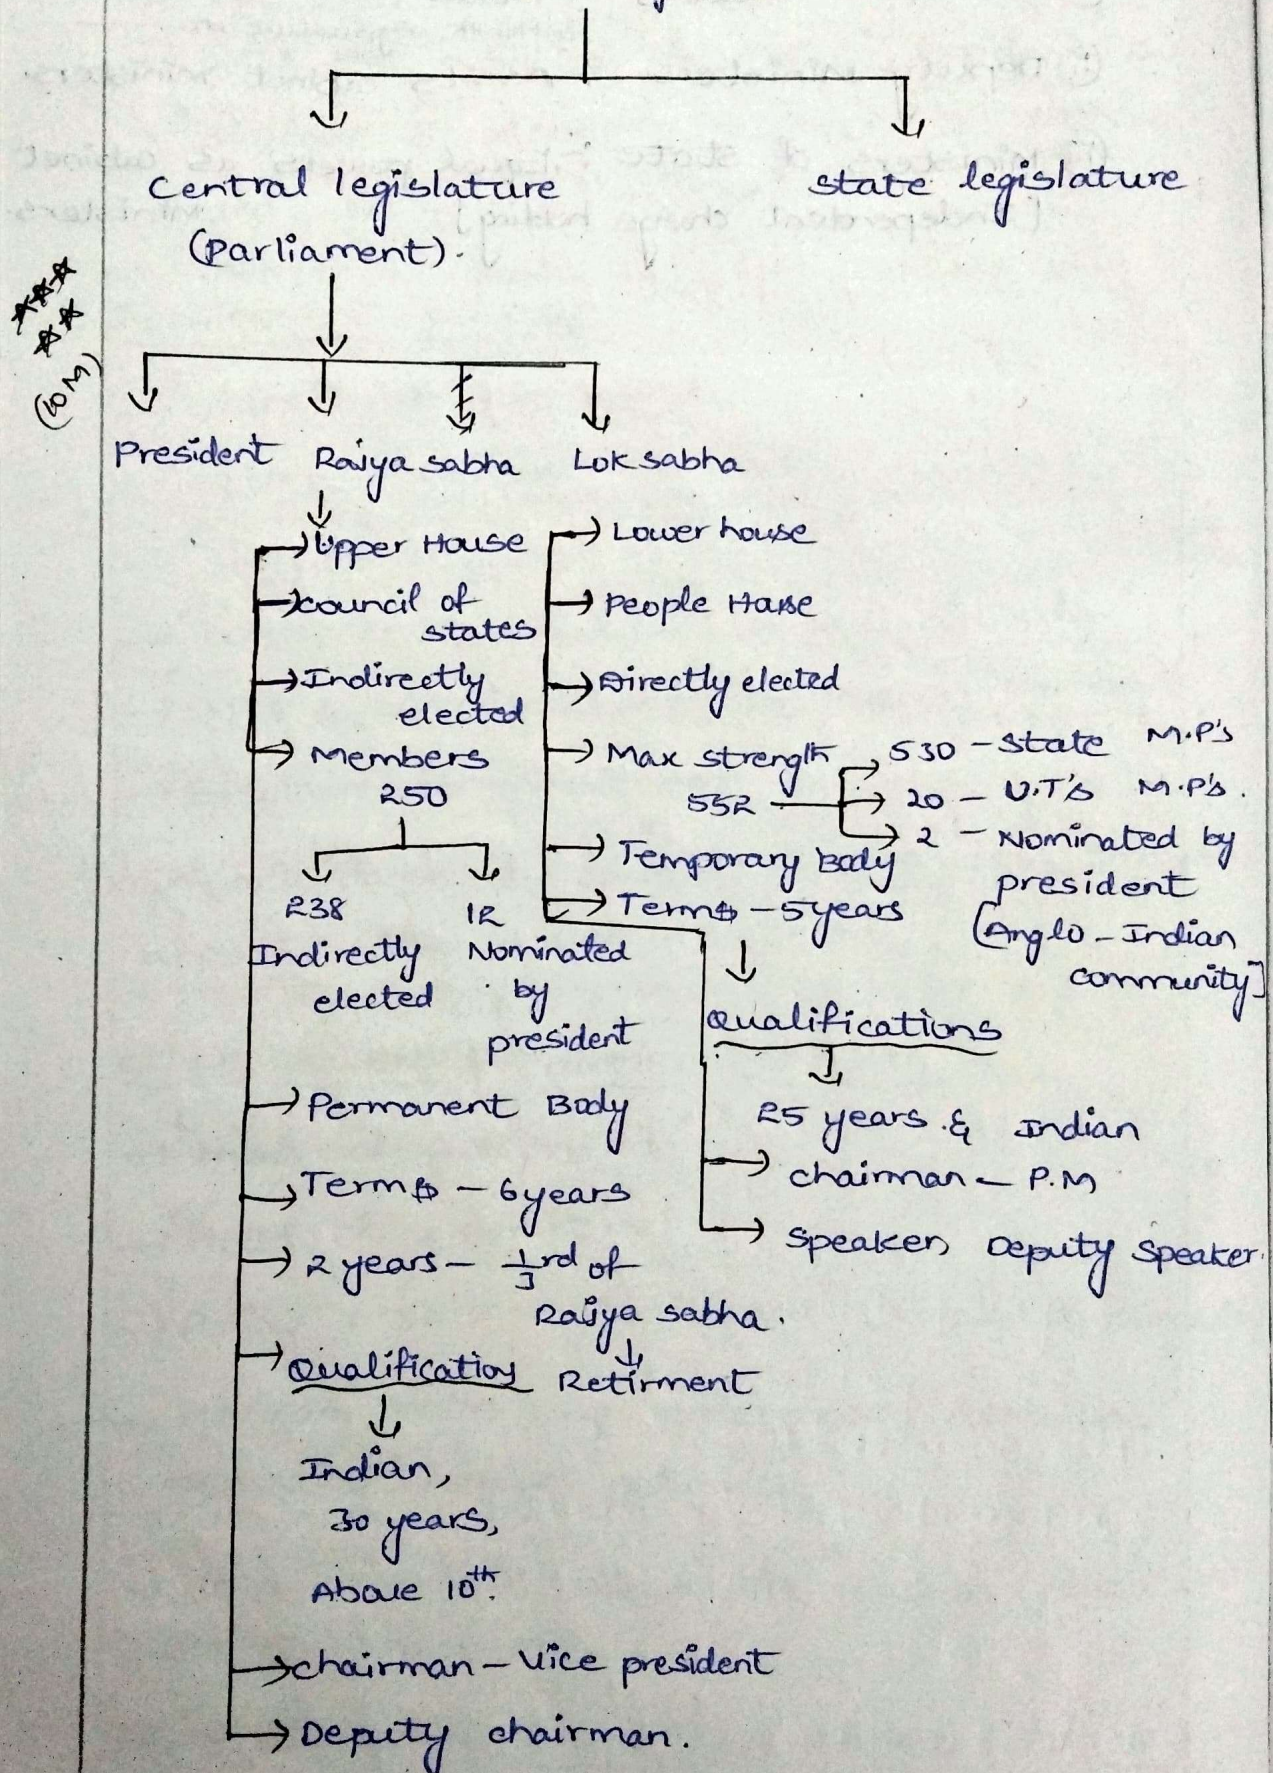 Central legislature
(Parliament).
state legislature
(10 M)
President
Rajya sabha
Lok sabha
Upper House
council of
states
Indirectly
elected
Members
250
238
Indirectly
elected
12
Nominated
by
president
Permanent Body
Terms - 6 years
2 years - 1/3 rd of
Rajya sabha.
Retirment
Qualification
Indian,
30 years,
Above 10th.
chairman - Vice president
Deputy chairman.
Lower house
People House
Directly elected
Max strength
552
530 - State M.P's
20 - U.T's M.P's.
2 - Nominated by
president
(Anglo - Indian
community]
Temporary Body
Terms - 5 years
Qualifications
25 years & Indian
chairman - P.M
Speaker, Deputy Speaker.